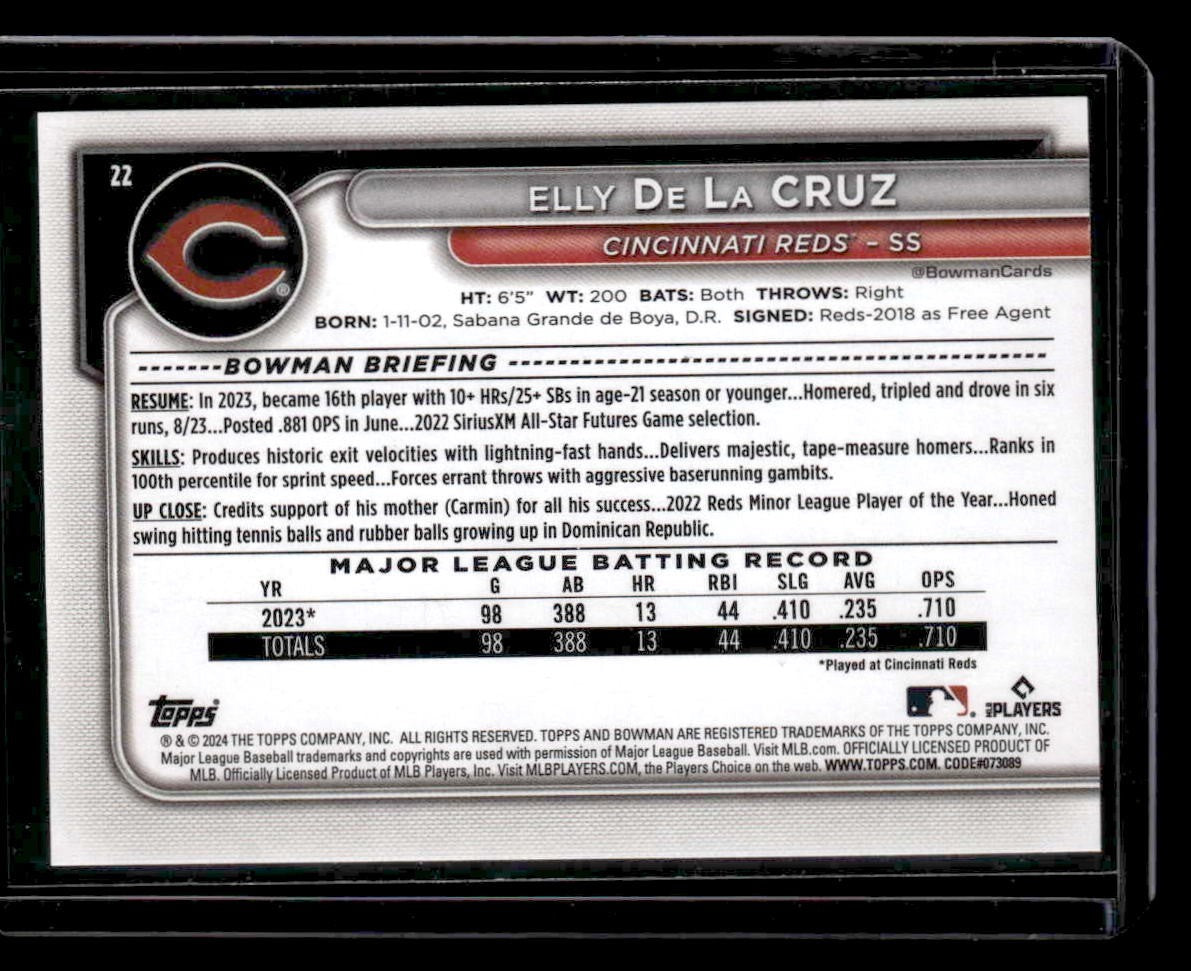 22
ELLY DE LA CRUZ
CINCINNATI REDS - SS
@BowmanCards
HT: 6'5" WT: 200 BATS: Both THROWS: Right
BORN: 1-11-02, Sabana Grande de Boya, D.R. SIGNED: Reds-2018 as Free Agent
BOWMAN BRIEFING
RESUME: In 2023, became 16th player with 10+ HRs/25+ SBs in age-21 season or younger...Homered, tripled and drove in six
runs, 8/23...Posted .881 OPS in June...2022 SiriusXM All-Star Futures Game selection.
SKILLS: Produces historic exit velocities with lightning-fast hands...Delivers majestic, tape-measure homers...Ranks in
100th percentile for sprint speed...Forces errant throws with aggressive baserunning gambits.
UP CLOSE: Credits support of his mother (Carmin) for all his success...2022 Reds Minor League Player of the Year...Honed
swing hitting tennis balls and rubber balls growing up in Dominican Republic.
MAJOR LEAGUE BATTING RECORD
YR G AB HR RBI SLG AVG OPS
2023* 98 388 13 44 .410 .235 .710
TOTALS 98 388 13 44 .410 .235 .710
*Played at Cincinnati Reds
Topps
PLAYERS
® & © 2024 THE TOPPS COMPANY, INC. ALL RIGHTS RESERVED. TOPPS AND BOWMAN ARE REGISTERED TRADEMARKS OF THE TOPPS COMPANY, INC.
Major League Baseball trademarks and copyrights are used with permission of Major League Baseball. Visit MLB.com. OFFICIALLY LICENSED PRODUCT OF
MLB. Officially Licensed Product of MLB Players, Inc. Visit MLBPLAYERS.COM, the Players Choice on the web. WWW.TOPPS.COM. CODE#073089